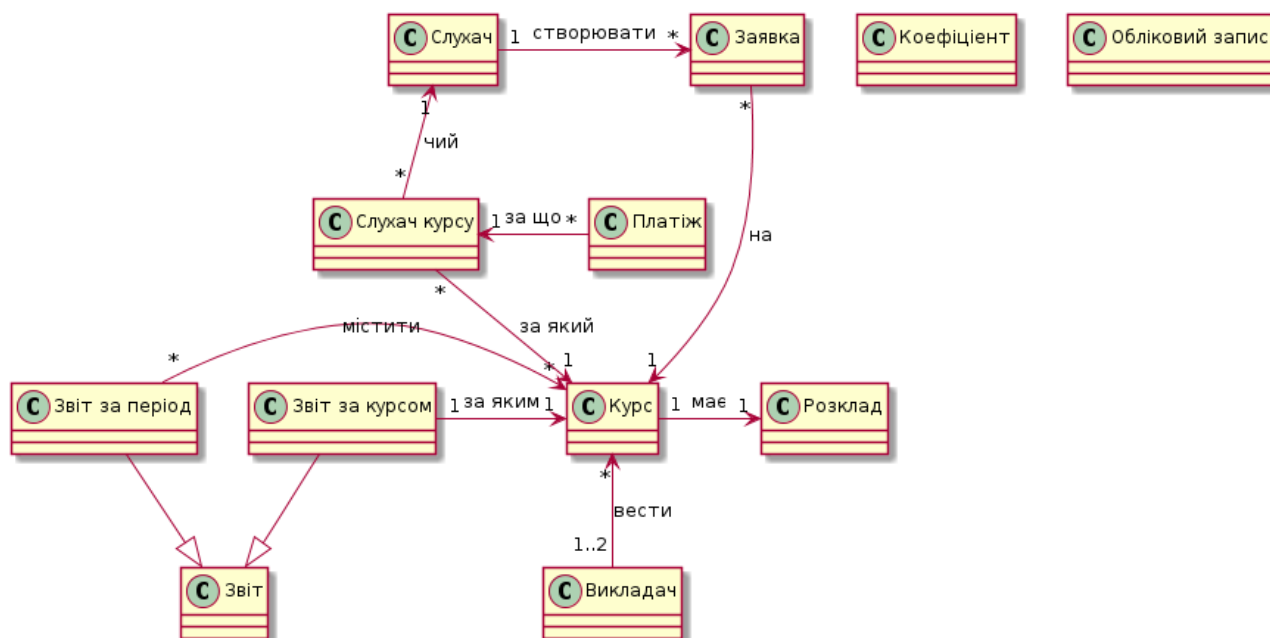 C Слухач
1 створювати *
C Заявка
C Коефіціент
C Обліковий запис
1
чий
*
*
на
1
C Слухач курсу
1 за що *
C Платіж
*
за який
1
*
містити
*
C Звіт за період
C Звіт за курсом
1 за яким 1
C Курс
1 має 1
C Розклад
*
вести
1..2
C Звіт
C Викладач